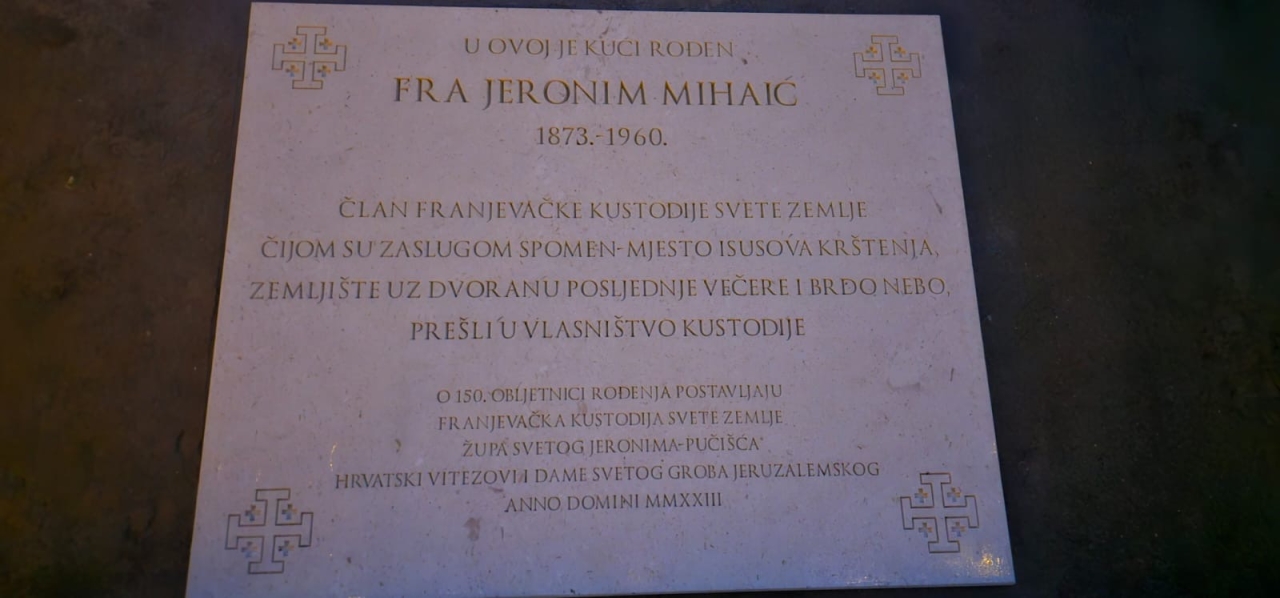 U OVOJ JE KUĆI ROĐEN
FRA JERONIM MIHAIĆ
1873.-1960.
ČLAN FRANJEVAČKE KUSTODIJE SVETE ZEMLJE
ČIJOM SU ZASLUGOM SPOMEN-MJESTO ISUSOVA KRŠTENJA,
ZEMLJIŠTE UZ DVORANU POSLJEDNJE VEČERE I BRDO NEBO,
PREŠLI U VLASNIŠTVO KUSTODIJE
O 150. OBLJETNICI ROĐENJA POSTAVLJAJU
FRANJEVAČKA KUSTODIJA SVETE ZEMLJE
ŽUPA SVETOG JERONIMA-PUČIŠĆA
HRVATSKI VITEZOVI I DAME SVETOG GROBA JERUZALEMSKOG
ANNO DOMINI MMXXIII